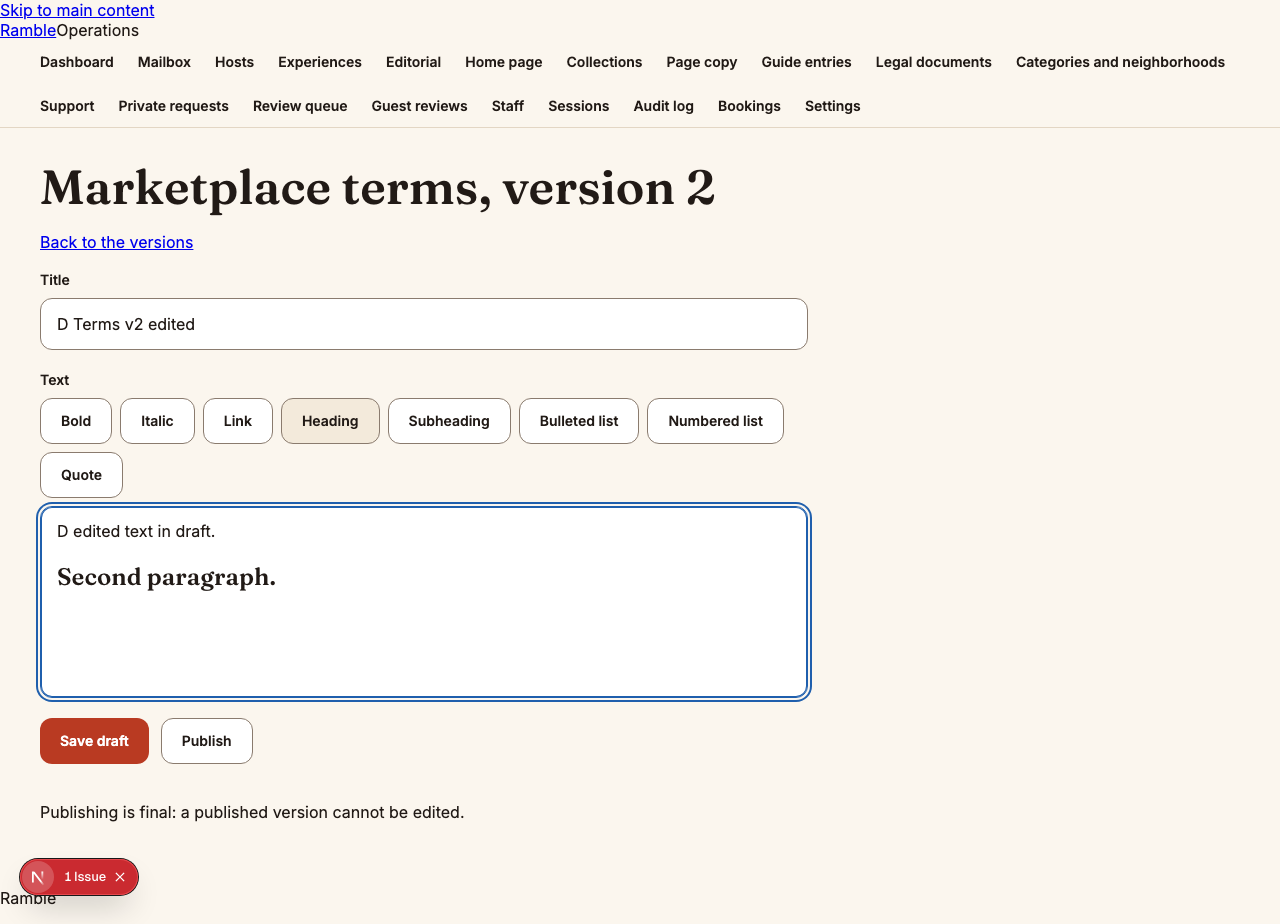 Skip to main content
RambleOperations
Dashboard Mailbox Hosts Experiences Editorial Home page Collections Page copy Guide entries Legal documents Categories and neighborhoods
Support Private requests Review queue Guest reviews Staff Sessions Audit log Bookings Settings
Marketplace terms, version 2
Back to the versions
Title
D Terms v2 edited
Text
Bold Italic Link Heading Subheading Bulleted list Numbered list
Quote
D edited text in draft.
Second paragraph.
Save draft Publish
Publishing is final: a published version cannot be edited.
N 1 Issue
Ramble